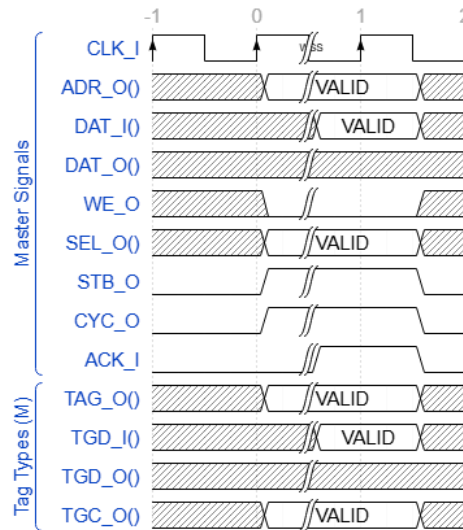 -1 0 1 2
CLK_I wss
ADR_O() VALID
DAT_I() VALID
DAT_O()
WE_O
SEL_O() VALID
STB_O
CYC_O
ACK_I
Master Signals
TAG_O() VALID
TGD_I() VALID
TGD_O()
TGC_O() VALID
Tag Types (M)